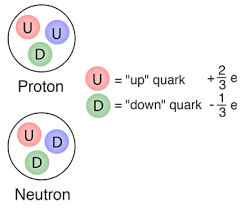 U U
D
Proton
U = "up" quark + 2/3 e
D = "down" quark - 1/3 e
U D
D
Neutron